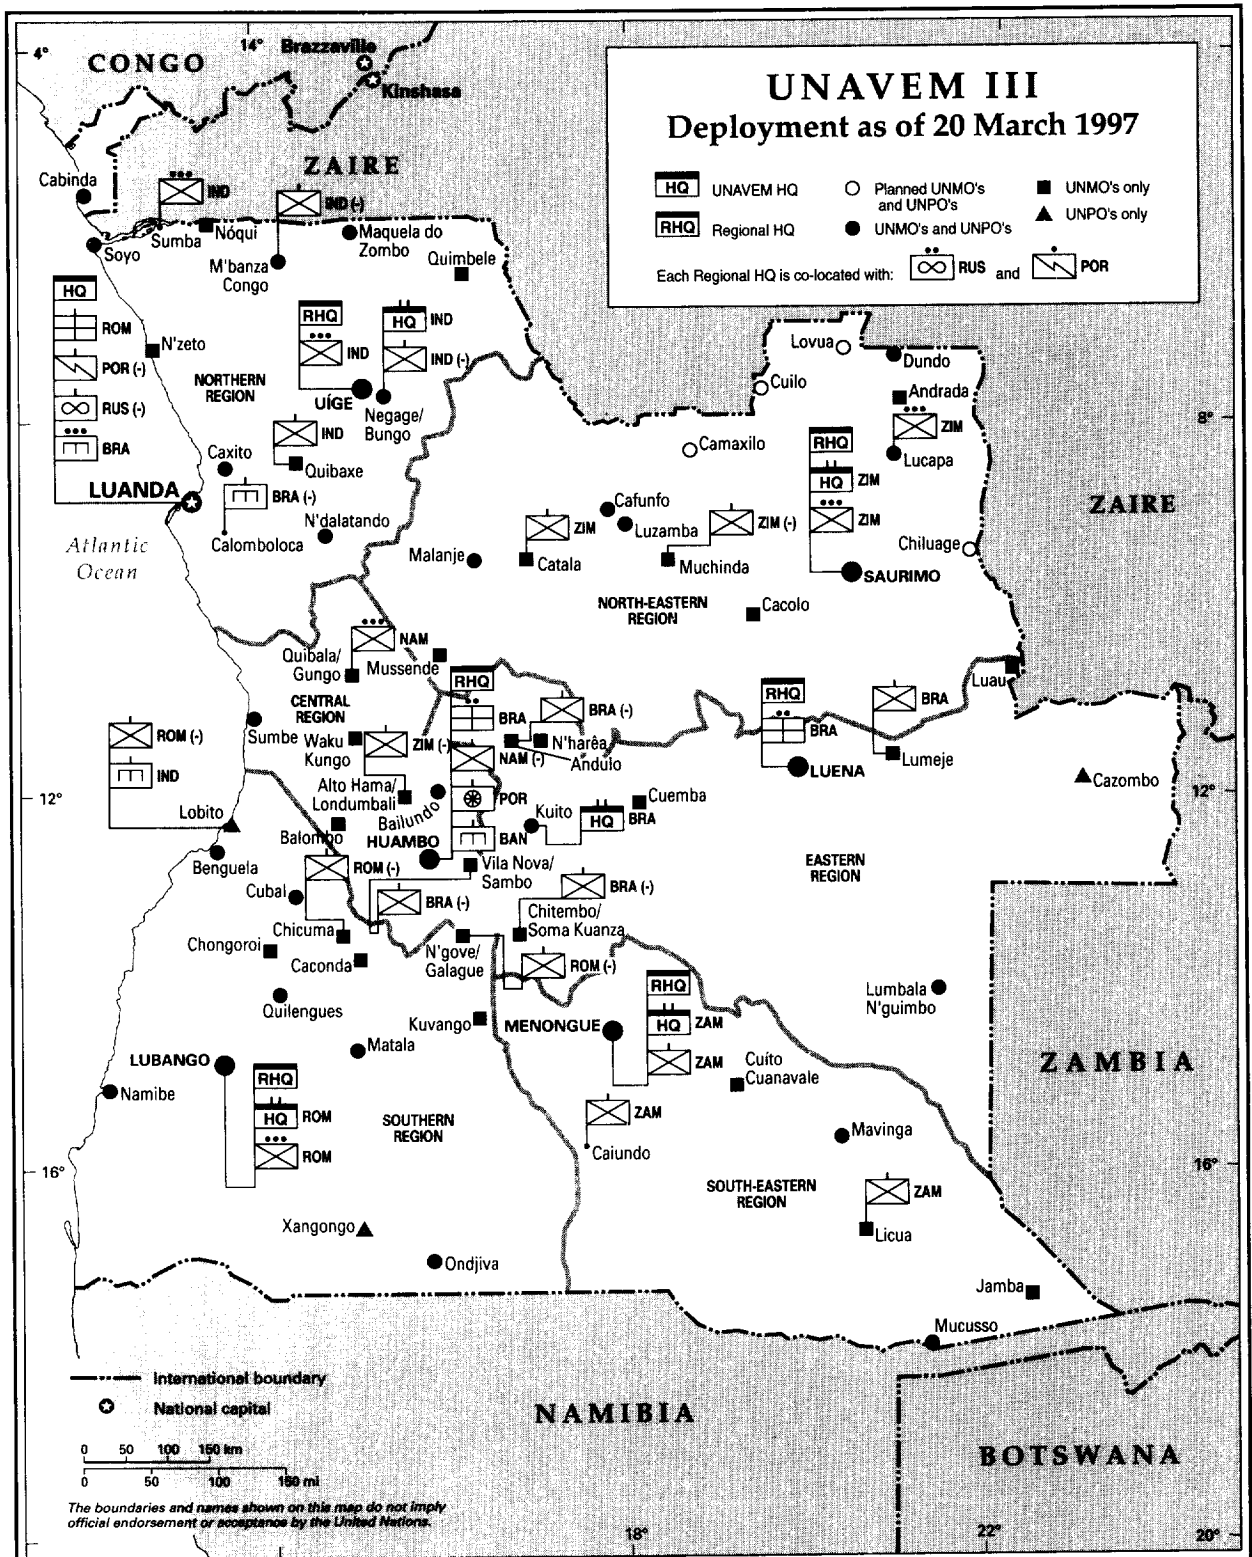 UNAVEM III
Deployment as of 20 March 1997
HQ UNAVEM HQ
RHQ Regional HQ
Planned UNMO's
and UNPO's
UNMO's and UNPO's
UNMO's only
UNPO's only
Each Regional HQ is co-located with: RUS and POR
4°
14°
CONGO
Brazzaville
Kinshasa
ZAIRE
Cabinda
IND
IND (-)
Soyo
Sumba
Nóqui
M'banza
Congo
Maquela do
Zombo
Quimbele
HQ
ROM
POR (-)
RUS (-)
BRA
N'zeto
NORTHERN
REGION
RHQ
IND
HQ IND
IND (-)
UÍGE
Negage/
Bungo
IND
Quibaxe
Caxito
LUANDA
BRA (-)
Calomboloca
N'dalatando
Atlantic
Ocean
Lovua
Dundo
Cuilo
Andrada
ZIM
Lucapa
8°
Camaxilo
RHQ
HQ ZIM
ZIM
ZAIRE
Cafunfo
Luzamba
ZIM
ZIM (-)
Malanje
Catala
Muchinda
Chiluage
SAURIMO
NORTH-EASTERN
REGION
Cacolo
NAM
Quibala/
Gungo
Mussende
CENTRAL
REGION
RHQ
BRA
NAM (-)
POR
BAN
BRA (-)
N'harêa
Andulo
RHQ
BRA
BRA
Luau
LUENA
Lumeje
Cazombo
12°
12°
ROM (-)
IND
Sumbe
Waku
Kungo
ZIM (-)
Alto Hama/
Londumbali
Bailundo
Kuito
HQ BRA
Cuemba
Lobito
Balombo
HUAMBO
Vila Nova/
Sambo
Benguela
EASTERN
REGION
ROM (-)
Cubal
BRA (-)
BRA (-)
Chitembo/
Soma Kuanza
Chicuma
Chongoroi
Caconda
N'gove/
Galague
ROM (-)
Quilengues
Kuvango
MENONGUE
RHQ
HQ ZAM
ZAM
Lumbala
N'guimbo
Cuíto
Cuanavale
LUBANGO
Matala
ZAMBIA
Namibe
RHQ
HQ ROM
ROM
SOUTHERN
REGION
ZAM
Caiundo
Mavinga
16°
16°
SOUTH-EASTERN
REGION
ZAM
Licua
Xangongo
Ondjiva
Jamba
Mucusso
International boundary
National capital
NAMIBIA
BOTSWANA
0 50 100 150 km
0 50 100 150 mi
The boundaries and names shown on this map do not imply
official endorsement or acceptance by the United Nations.
18°
22°
20°